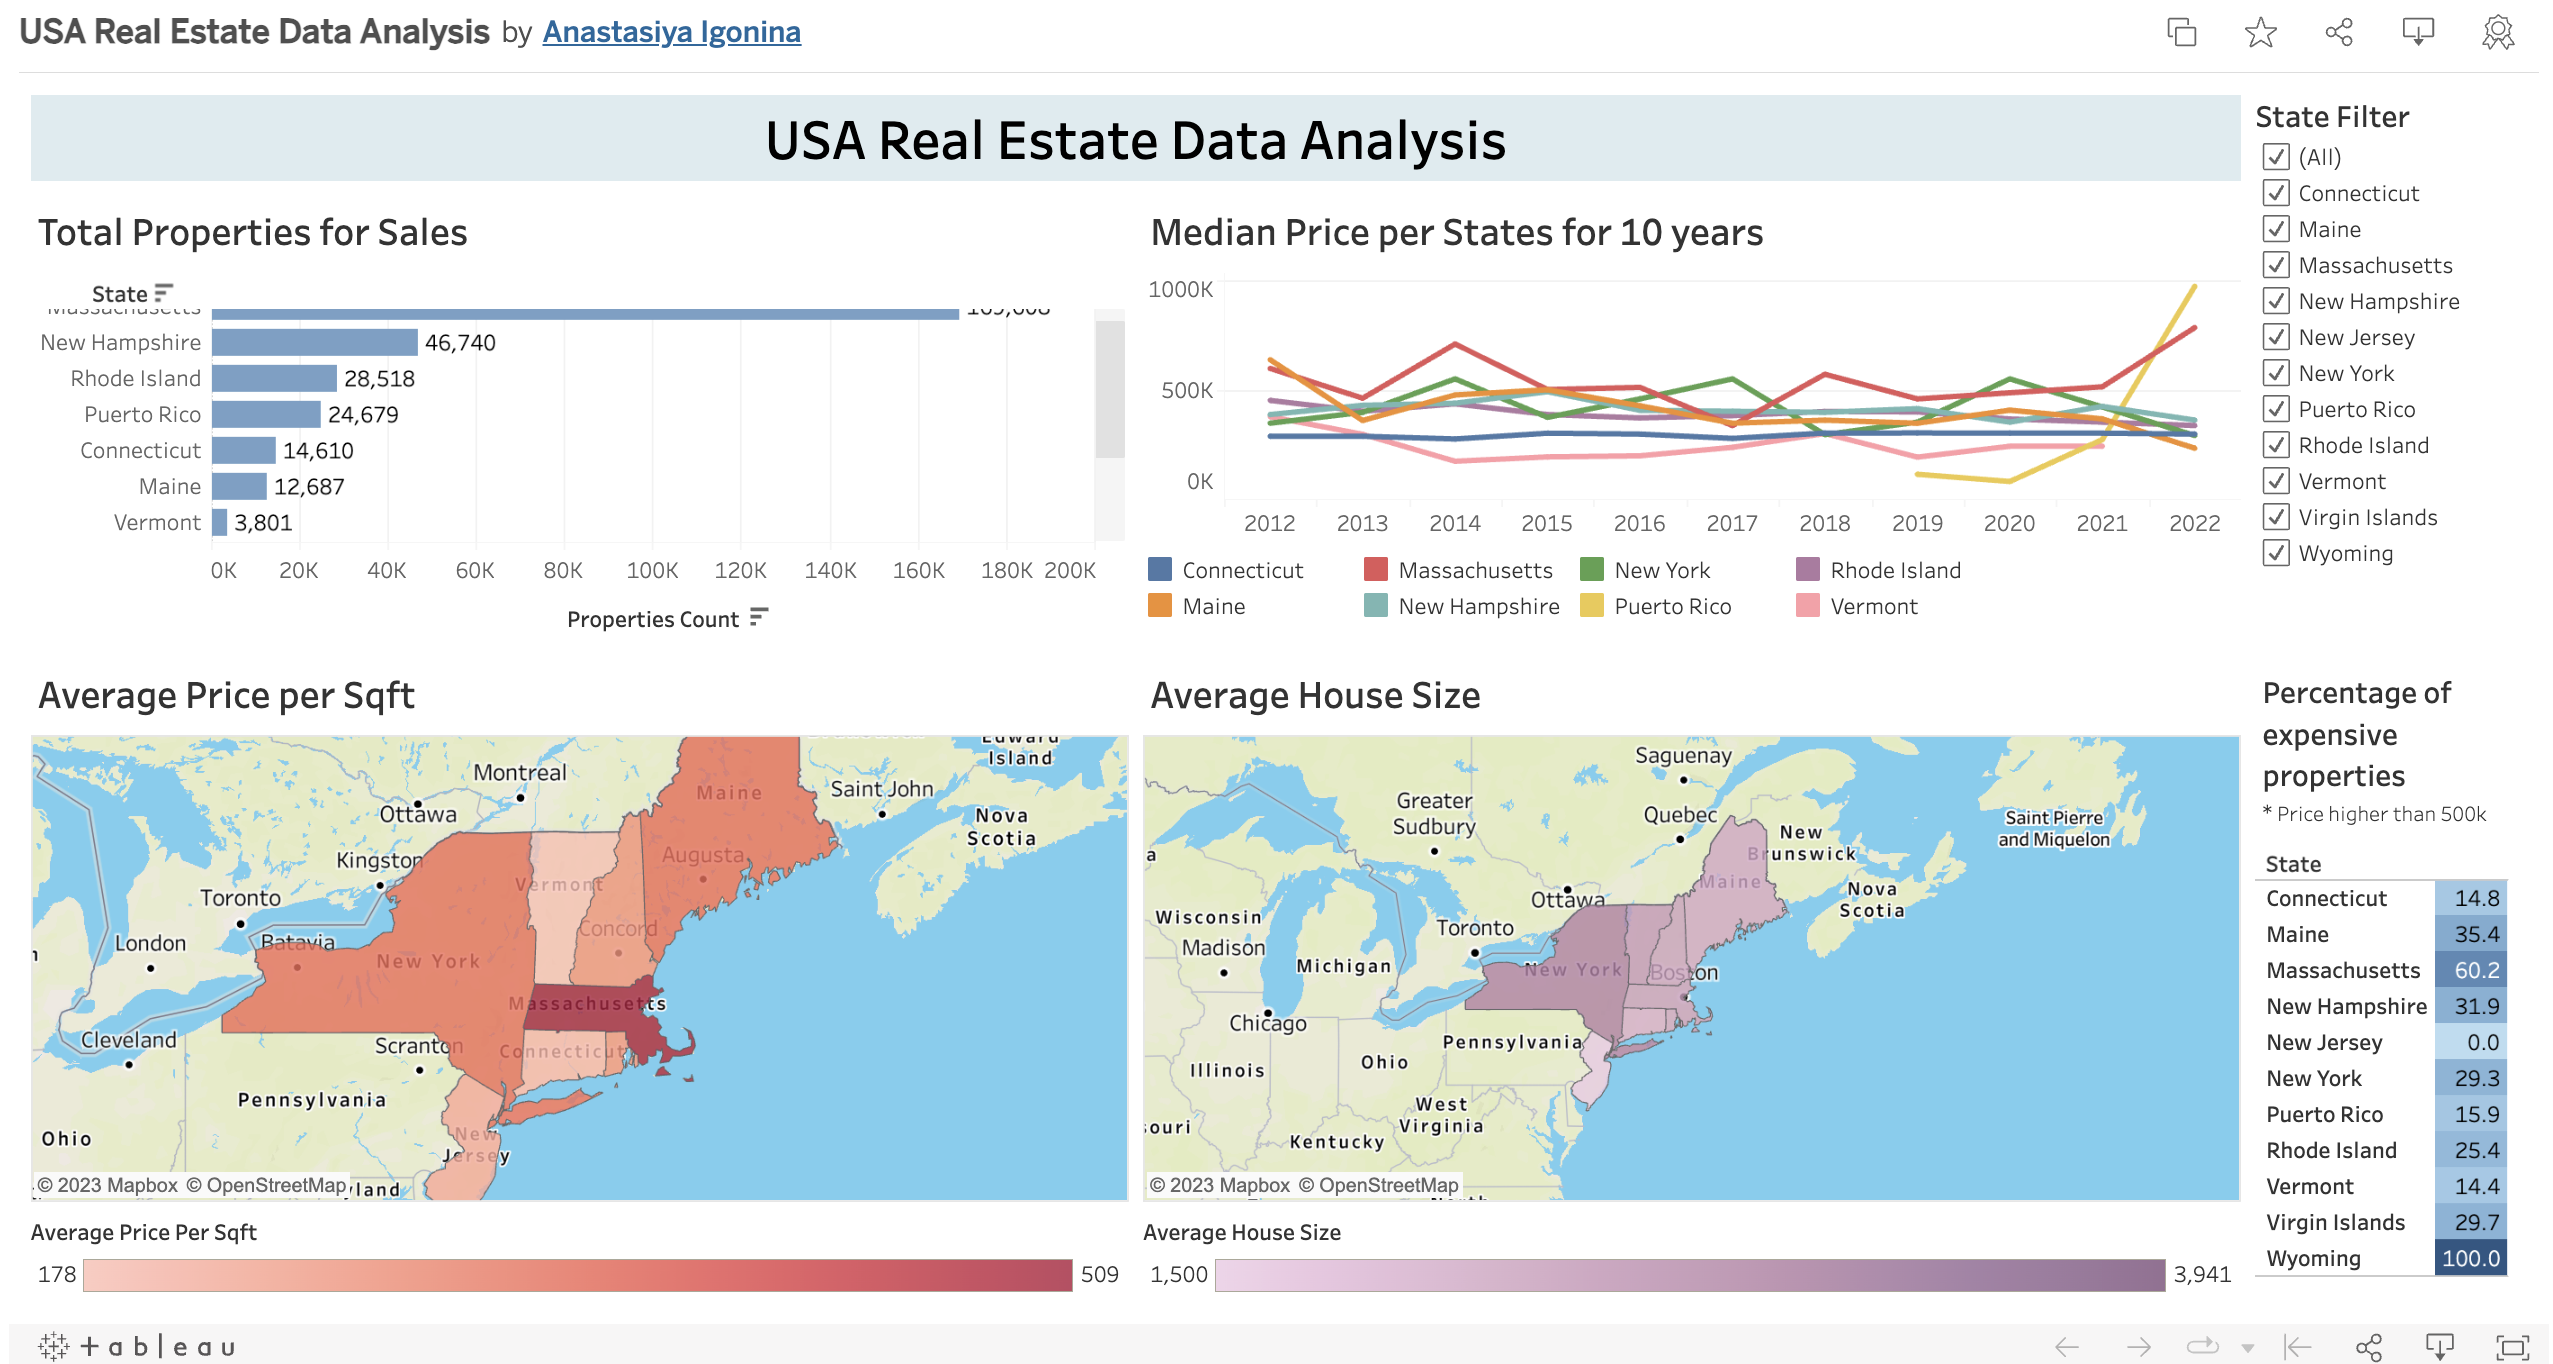 USA Real Estate Data Analysis by Anastasiya Igonina
USA Real Estate Data Analysis
Total Properties for Sales
State
Massachusetts
New Hampshire 46,740
Rhode Island 28,518
Puerto Rico 24,679
Connecticut 14,610
Maine 12,687
Vermont 3,801
0K 20K 40K 60K 80K 100K 120K 140K 160K 180K 200K
Properties Count
Median Price per States for 10 years
1000K
500K
0K
2012 2013 2014 2015 2016 2017 2018 2019 2020 2021 2022
Connecticut Massachusetts New York Rhode Island
Maine New Hampshire Puerto Rico Vermont
State Filter
(All)
Connecticut
Maine
Massachusetts
New Hampshire
New Jersey
New York
Puerto Rico
Rhode Island
Vermont
Virgin Islands
Wyoming
Average Price per Sqft
Edward
Island
Montreal
Maine
Saint John
Ottawa
Nova
Scotia
Kingston
Augusta
Vermont
Toronto
Concord
London
Batavia
New York
Massachusetts
Cleveland
Scranton
Connecticut
Pennsylvania
Ohio
New
Jersey
© 2023 Mapbox © OpenStreetMap
yland
Average Price Per Sqft
178 509
Average House Size
Saguenay
Greater
Sudbury
Quebec
New
Brunswick
Saint Pierre
and Miquelon
a
Maine
Ottawa
Nova
Scotia
Wisconsin
Madison
Toronto
Michigan
New York
Boston
Chicago
Pennsylvania
Illinois
Ohio
West
Virginia
ouri
Kentucky
© 2023 Mapbox © OpenStreetMap
North
Average House Size
1,500 3,941
Percentage of
expensive
properties
* Price higher than 500k
State
Connecticut 14.8
Maine 35.4
Massachusetts 60.2
New Hampshire 31.9
New Jersey 0.0
New York 29.3
Puerto Rico 15.9
Rhode Island 25.4
Vermont 14.4
Virgin Islands 29.7
Wyoming 100.0
+ableau